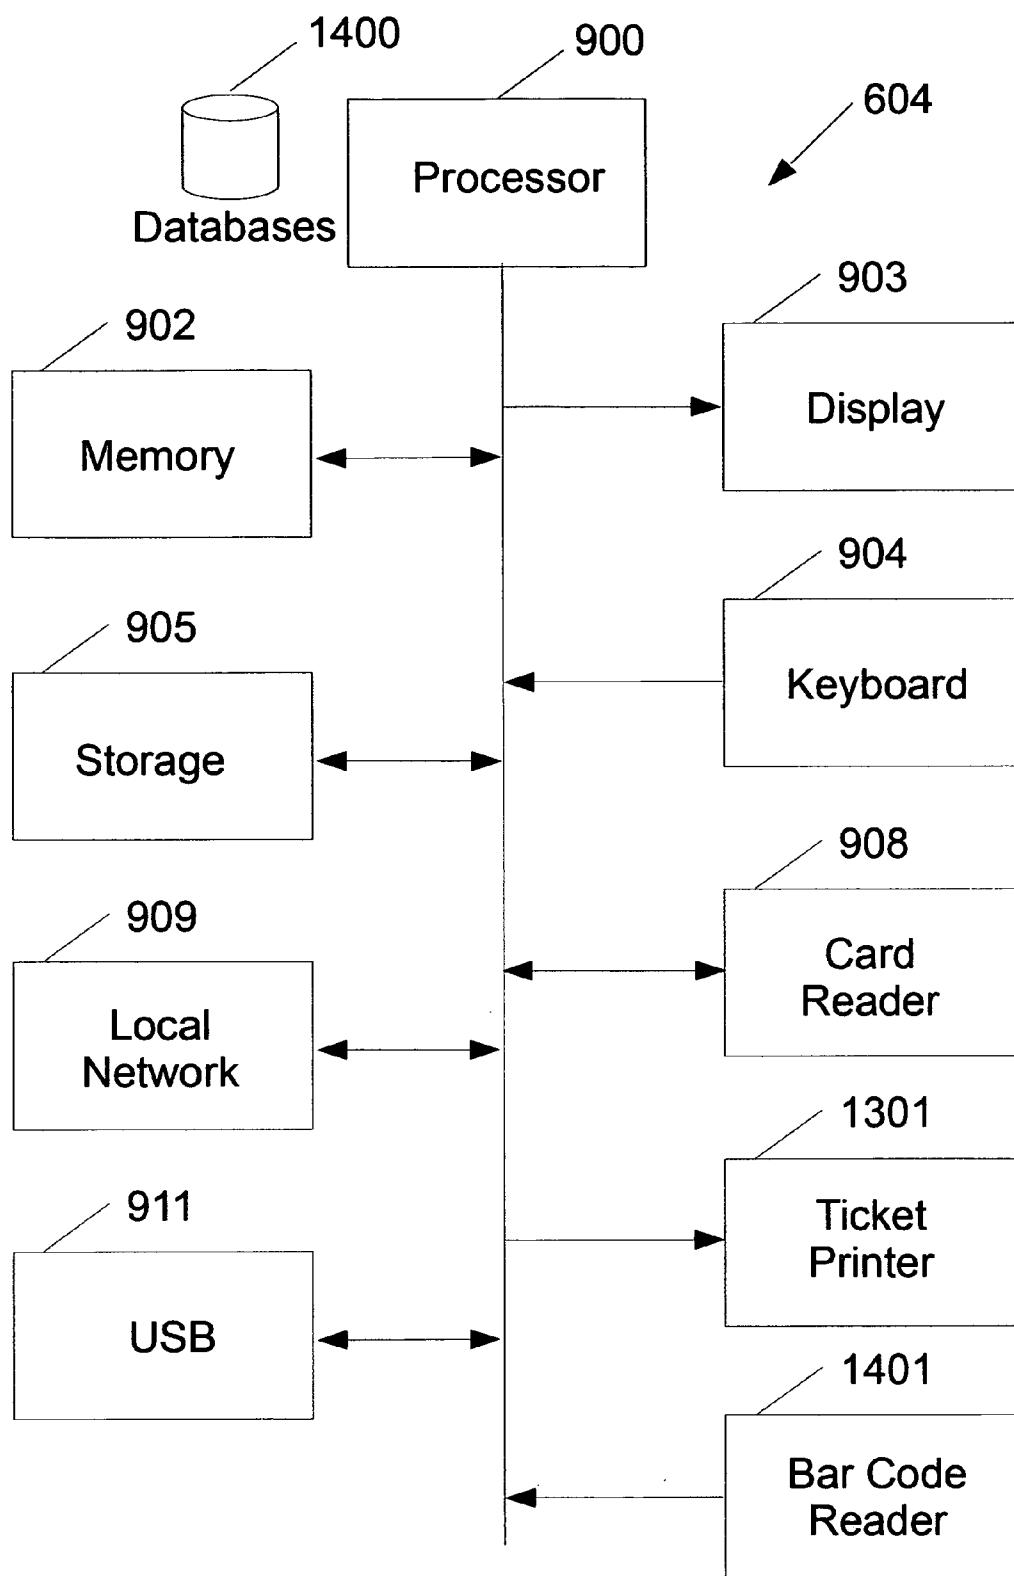 1400
900
604
Processor
Databases
903
902
Display
Memory
904
905
Keyboard
Storage
908
909
Card
Reader
Local
Network
1301
911
Ticket
Printer
USB
1401
Bar Code
Reader